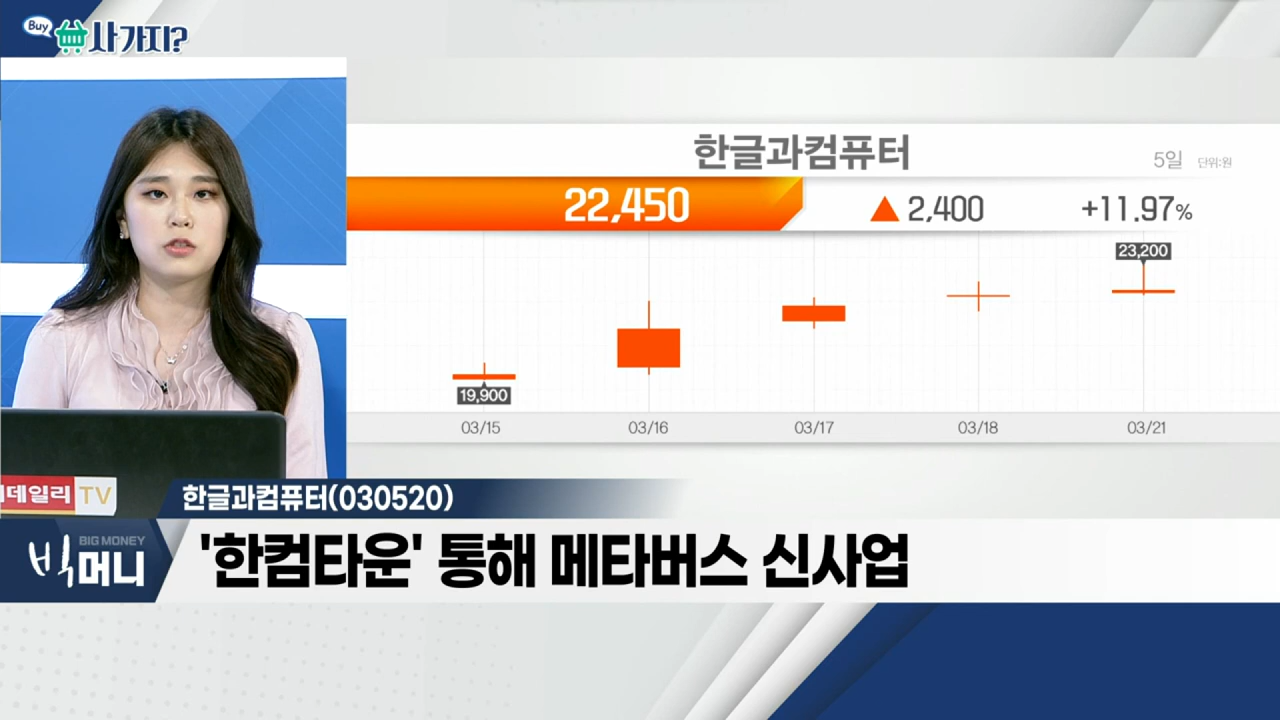 Buy
사가지?
한글과컴퓨터
5일 단위:원
22,450 ▲ 2,400 +11.97%
23,200
19,900
03/15 03/16 03/17 03/18 03/21
데일리 TV
한글과컴퓨터(030520)
BIG MONEY
빅머니
'한컴타운' 통해 메타버스 신사업